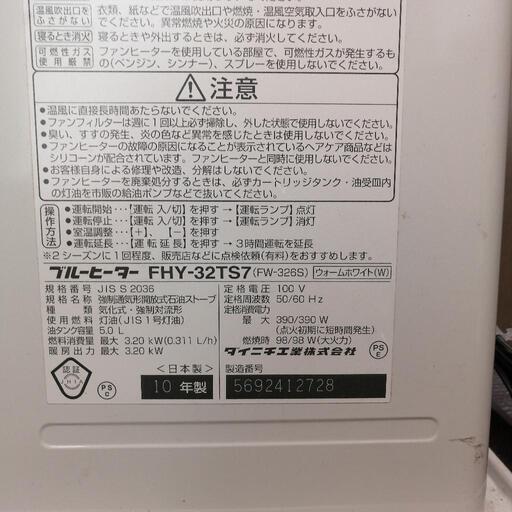 温風吹出口を
ふさがない
衣類、紙などで温風吹出口や燃焼・温風空気取入口をふさがない
でください。異常燃焼や火災の原因になります。
寝るとき消火
寝るときや外出するときは、必ず消火してください。
可燃性ガス
使用厳禁
ファンヒーターを使用している部屋で、可燃性ガスが発生するもの
(ベンジン、シンナー)、スプレーを使用しないでください。
注意
●温風に直接長時間あたらないでください。
●ファンフィルターは週に1回以上必ず掃除し、外した状態で使用しないでください。
●臭い、すすの発生、炎の色など異常を感じたときは使用しないでください。
●ファンヒーターの故障の原因になることが表示されているヘアケア商品などは
シリコーンが配合されています。ファンヒーターと同時に使用しないでください。
●お客様自身による修理や改造、分解はしないでください。
●ファンヒーターを廃棄処分するときは、必ずカートリッジタンク・油受皿内
の灯油を市販の給油ポンプなどで抜いてください。
操作方法
●運転開始…【運転 入/切】を押す→【運転ランプ】点灯
●運転停止…【運転 入/切】を押す→【運転ランプ】消灯
●室温調整…【+】、【-】を押す
●運転延長…【運転延長】を押す→3時間運転を延長
※2シーズンに1回程度、販売店などに点検依頼(有料)をおすすめします。
ブルーヒーター FHY-32TS7 (FW-326S) ウォームホワイト(W)
規格番号 JIS S 2036
規格名称 強制通気形開放式石油ストーブ
種類 気化式・強制対流形
使用燃料 灯油(JIS1号灯油)
油タンク容量 5.0 L
燃料消費量 最大 3.20 kW (0.311 L/h)
暖房出力 最大 3.20 kW
定格電圧 100 V
定格周波数 50/60 Hz
定格消費電力
最大 390/390 W
(点火初期に短時間発生)
燃焼時 98/98 W(大火力)
ダイニチ工業株式会社
認証
JHIA
PSC
<日本製>
10 年製
製造番号
5692412728
PSE